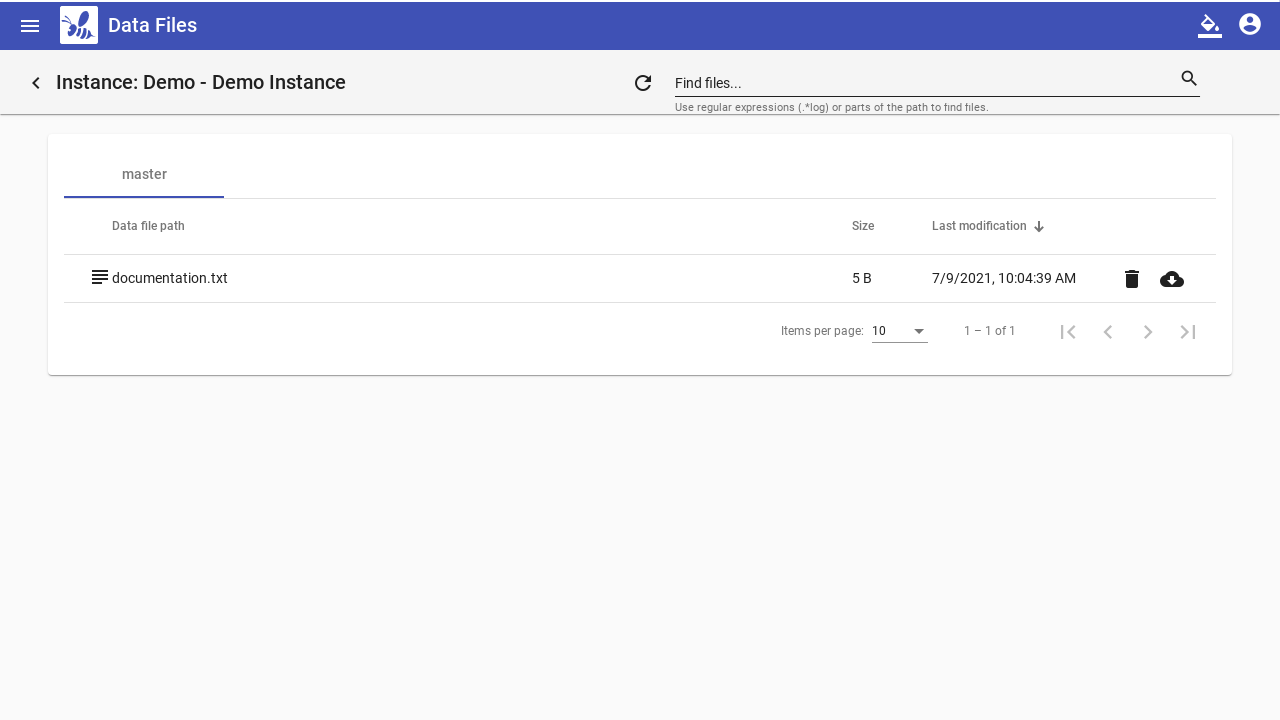 Data Files
Instance: Demo - Demo Instance
Find files...
Use regular expressions (.*log) or parts of the path to find files.
master
Data file path Size Last modification
documentation.txt 5 B 7/9/2021, 10:04:39 AM
Items per page: 10 1 – 1 of 1